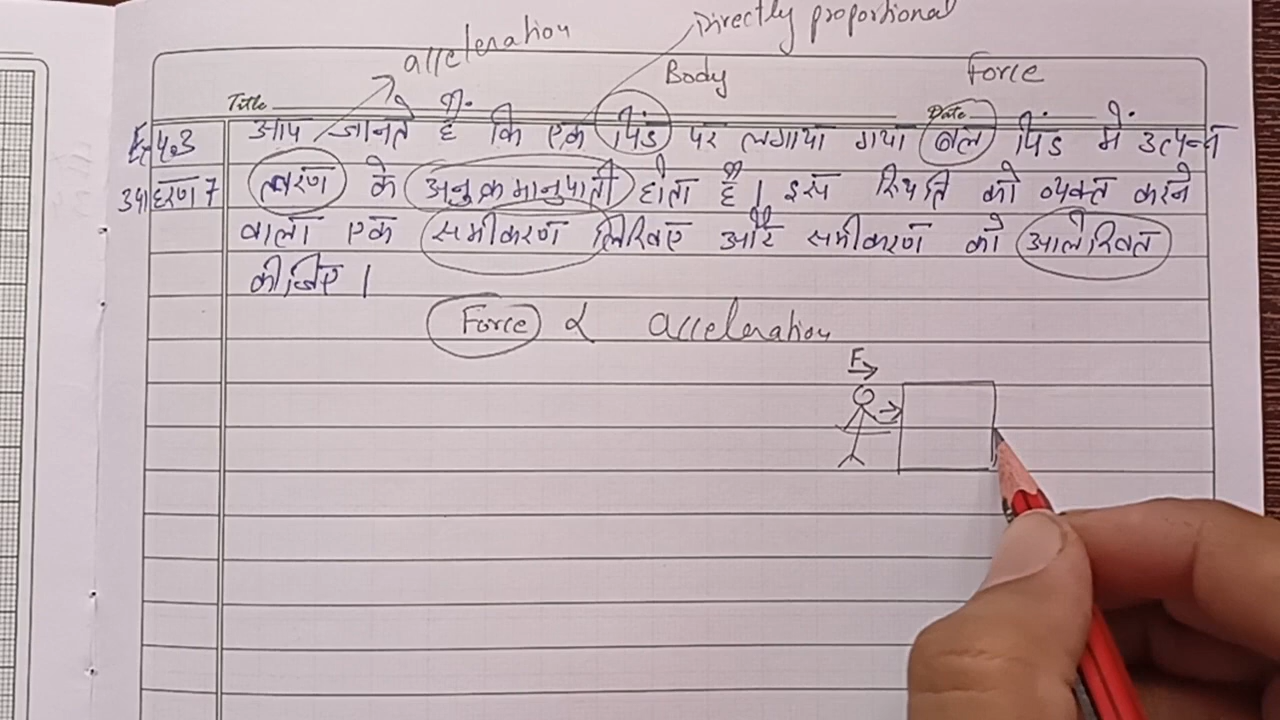 acceleration Directly proportional
Body Force
Title Date
Ex 4.3 आप जानते हैं कि एक पिंड पर लगाया गया बल पिंड में उत्पन्न
उदाहरण 7 त्वरण के अनुक्रमानुपाती होता है। इस स्थिति को व्यक्त करने
वाला एक समीकरण लिखिए और समीकरण को आलेखित
कीजिए।
Force ∝ acceleration
F